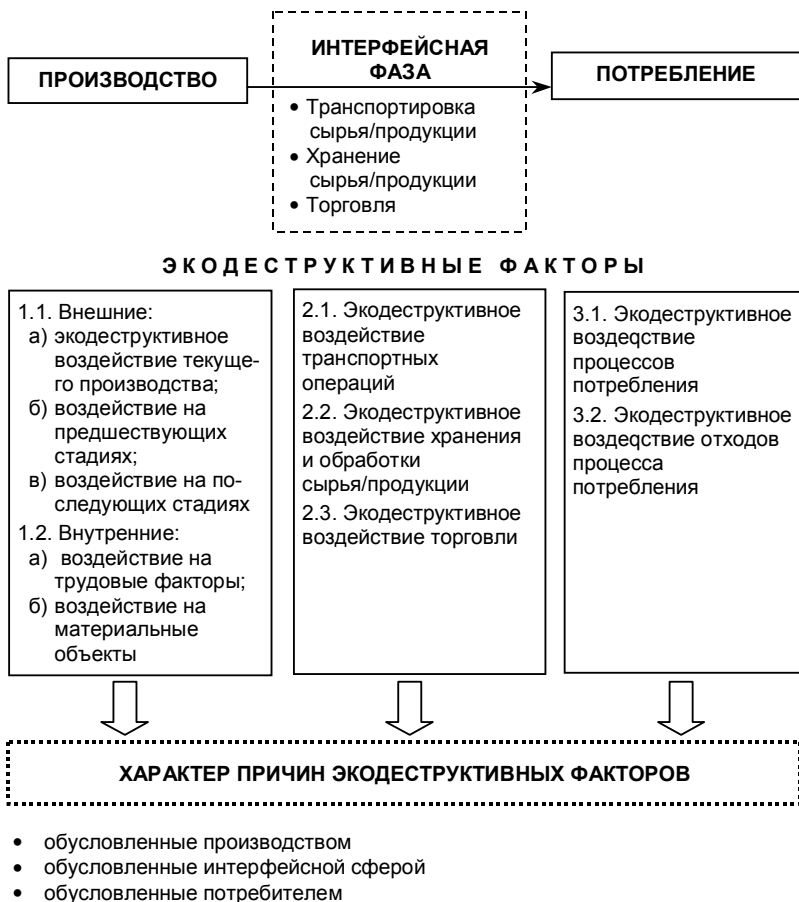 ПРОИЗВОДСТВО
ИНТЕРФЕЙСНАЯ
ФАЗА
• Транспортировка
сырья/продукции
• Хранение
сырья/продукции
• Торговля
ПОТРЕБЛЕНИЕ
ЭКОДЕСТРУКТИВНЫЕ ФАКТОРЫ
1.1. Внешние:
а) экодеструктивное
воздействие текуще-
го производства;
б) воздействие на
предшествующих
стадиях;
в) воздействие на по-
следующих стадиях
1.2. Внутренние:
а) воздействие на
трудовые факторы;
б) воздействие на
материальные
объекты
2.1. Экодеструктивное
воздействие
транспортных
операций
2.2. Экодеструктивное
воздействие хранения
и обработки
сырья/продукции
2.3. Экодеструктивное
воздействие торговли
3.1. Экодеструктивное
воздеqствие
процессов
потребления
3.2. Экодеструктивное
воздеqствие отходов
процесса
потребления
ХАРАКТЕР ПРИЧИН ЭКОДЕСТРУКТИВНЫХ ФАКТОРОВ
• обусловленные производством
• обусловленные интерфейсной сферой
• обусловленные потребителем